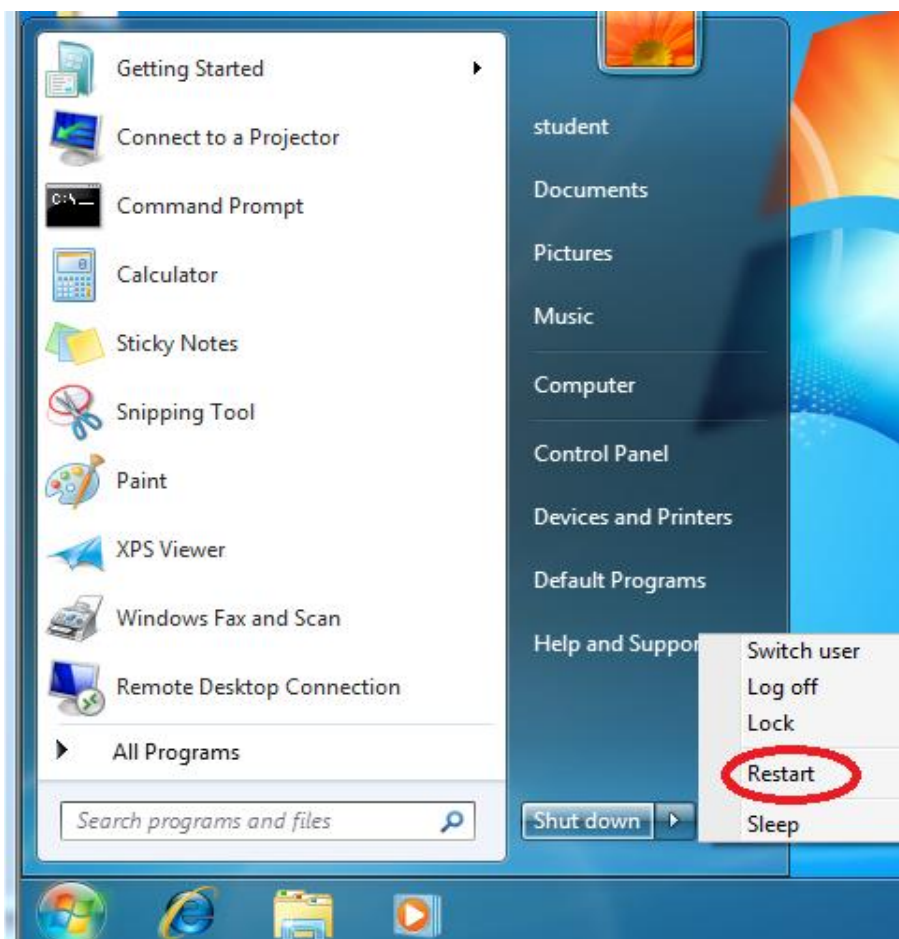 Getting Started
Connect to a Projector
C:\_
Command Prompt
Calculator
Sticky Notes
Snipping Tool
Paint
XPS Viewer
Windows Fax and Scan
Remote Desktop Connection
All Programs
Search programs and files
student
Documents
Pictures
Music
Computer
Control Panel
Devices and Printers
Default Programs
Help and Suppor
Shut down
Switch user
Log off
Lock
Restart
Sleep